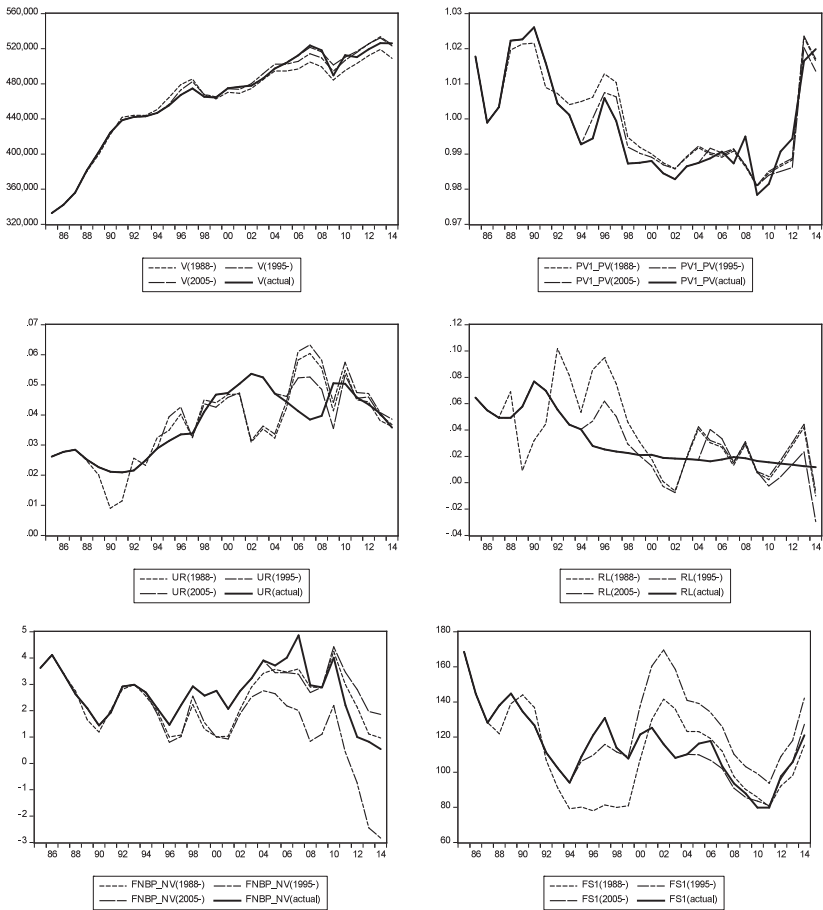 560,000
520,000
480,000
440,000
400,000
360,000
320,000
86 88 90 92 94 96 98 00 02 04 06 08 10 12 14
V(1988-) V(1995-)
V(2005-) V(actual)
1.03
1.02
1.01
1.00
0.99
0.98
0.97
86 88 90 92 94 96 98 00 02 04 06 08 10 12 14
PV1_PV(1988-) PV1_PV(1995-)
PV1_PV(2005-) PV1_PV(actual)
.07
.06
.05
.04
.03
.02
.01
.00
86 88 90 92 94 96 98 00 02 04 06 08 10 12 14
UR(1988-) UR(1995-)
UR(2005-) UR(actual)
.12
.10
.08
.06
.04
.02
.00
-.02
-.04
86 88 90 92 94 96 98 00 02 04 06 08 10 12 14
RL(1988-) RL(1995-)
RL(2005-) RL(actual)
5
4
3
2
1
0
-1
-2
-3
86 88 90 92 94 96 98 00 02 04 06 08 10 12 14
FNBP_NV(1988-) FNBP_NV(1995-)
FNBP_NV(2005-) FNBP_NV(actual)
180
160
140
120
100
80
60
86 88 90 92 94 96 98 00 02 04 06 08 10 12 14
FS1(1988-) FS1(1995-)
FS1(2005-) FS1(actual)